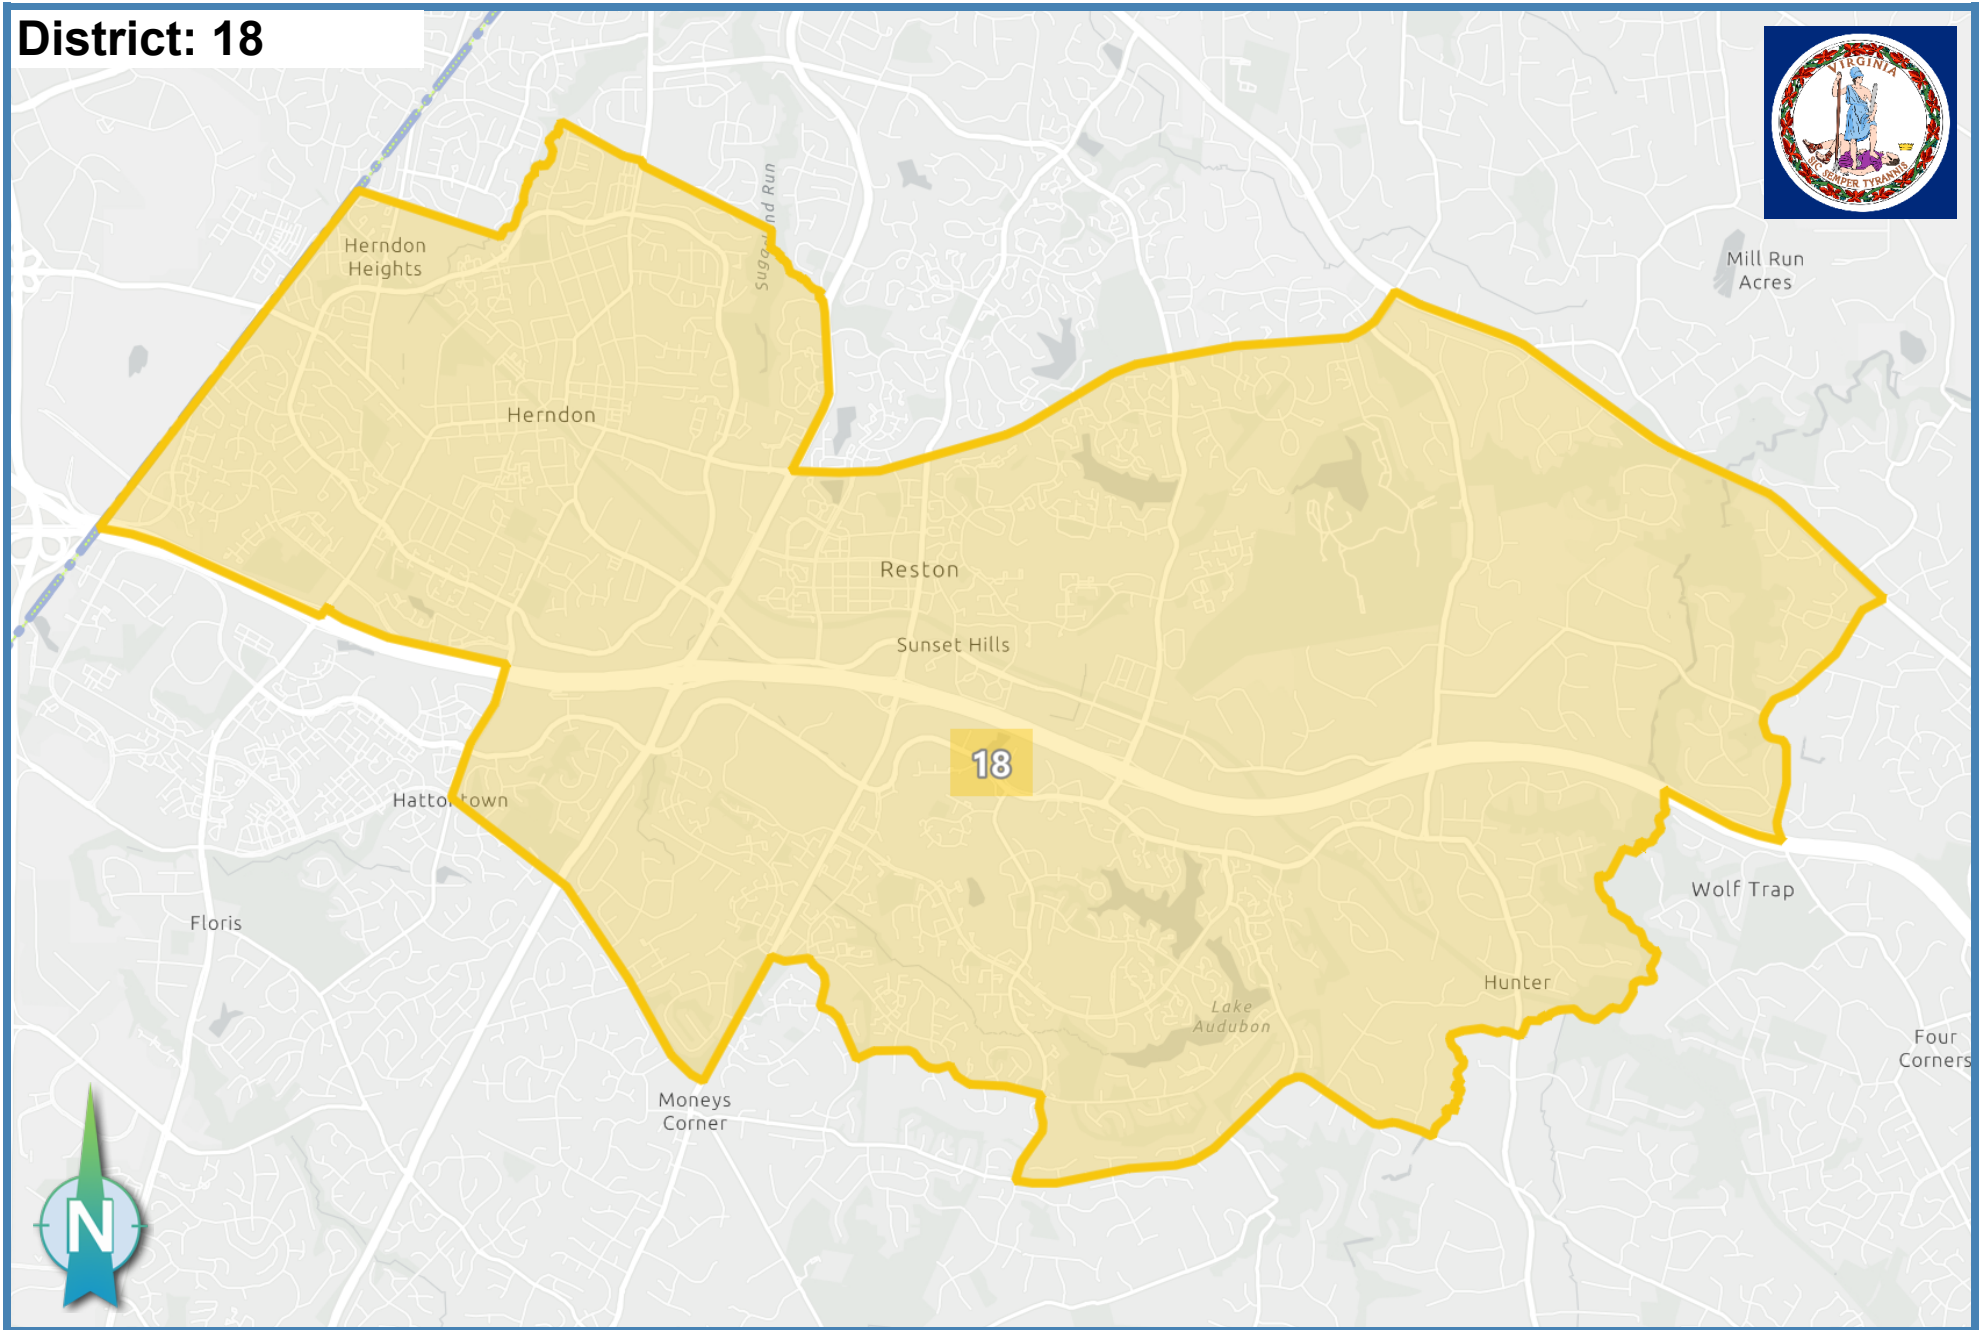 District: 18
VIRGINIA
SIC SEMPER TYRANNIS
Sugarland Run
Herndon
Heights
Mill Run
Acres
Herndon
Reston
Sunset Hills
18
Hattontown
Wolf Trap
Floris
Hunter
Lake
Audubon
Four
Corners
Moneys
Corner
N